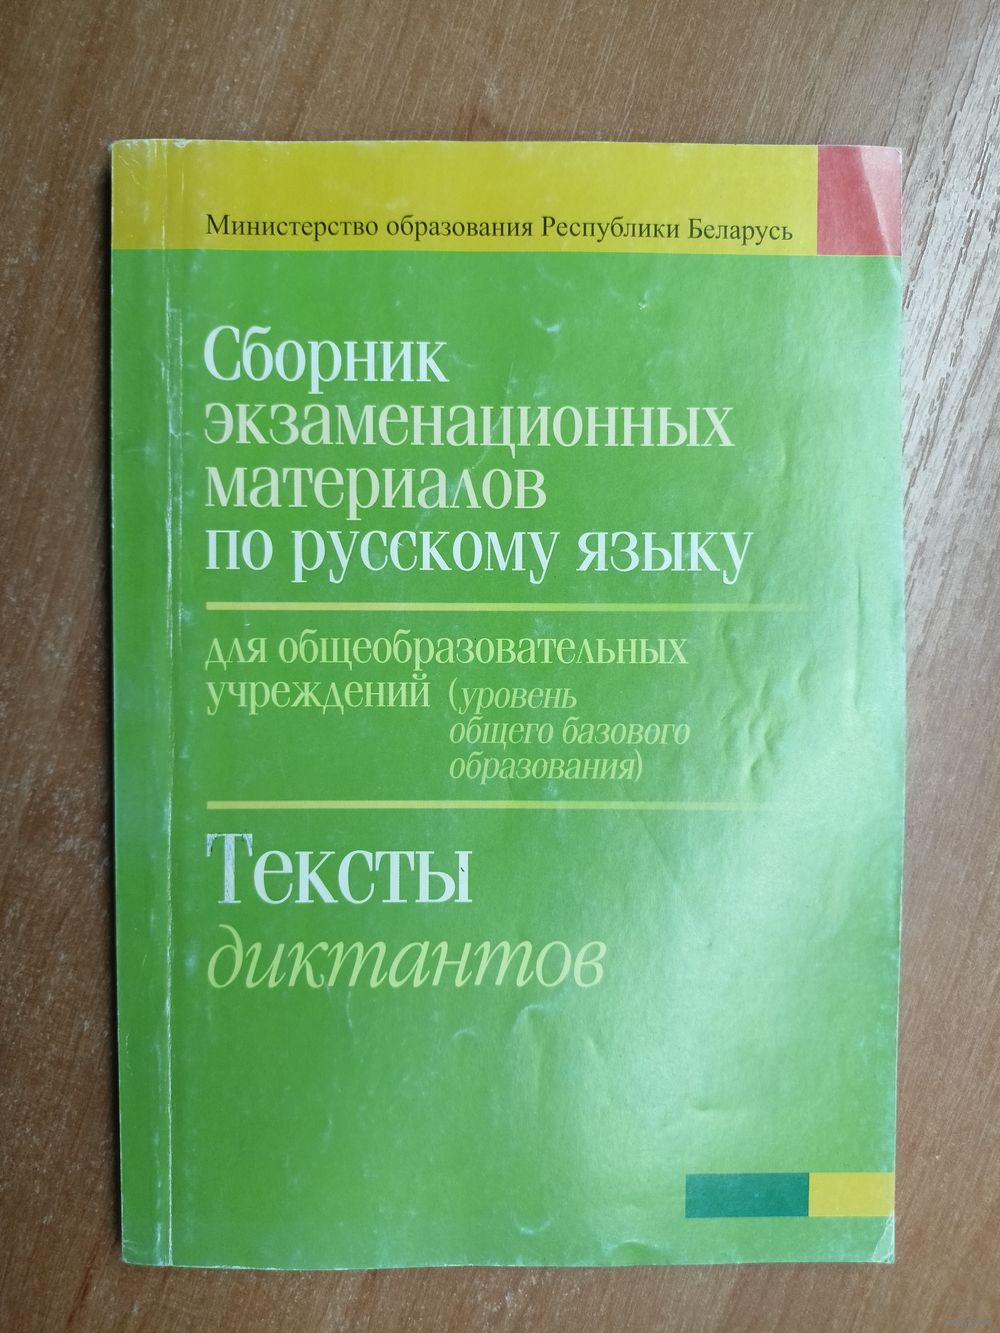 Министерство образования Республики Беларусь
Сборник
экзаменационных
материалов
по русскому языку
для общеобразовательных
учреждений (уровень
общего базового
образования)
Тексты
диктантов